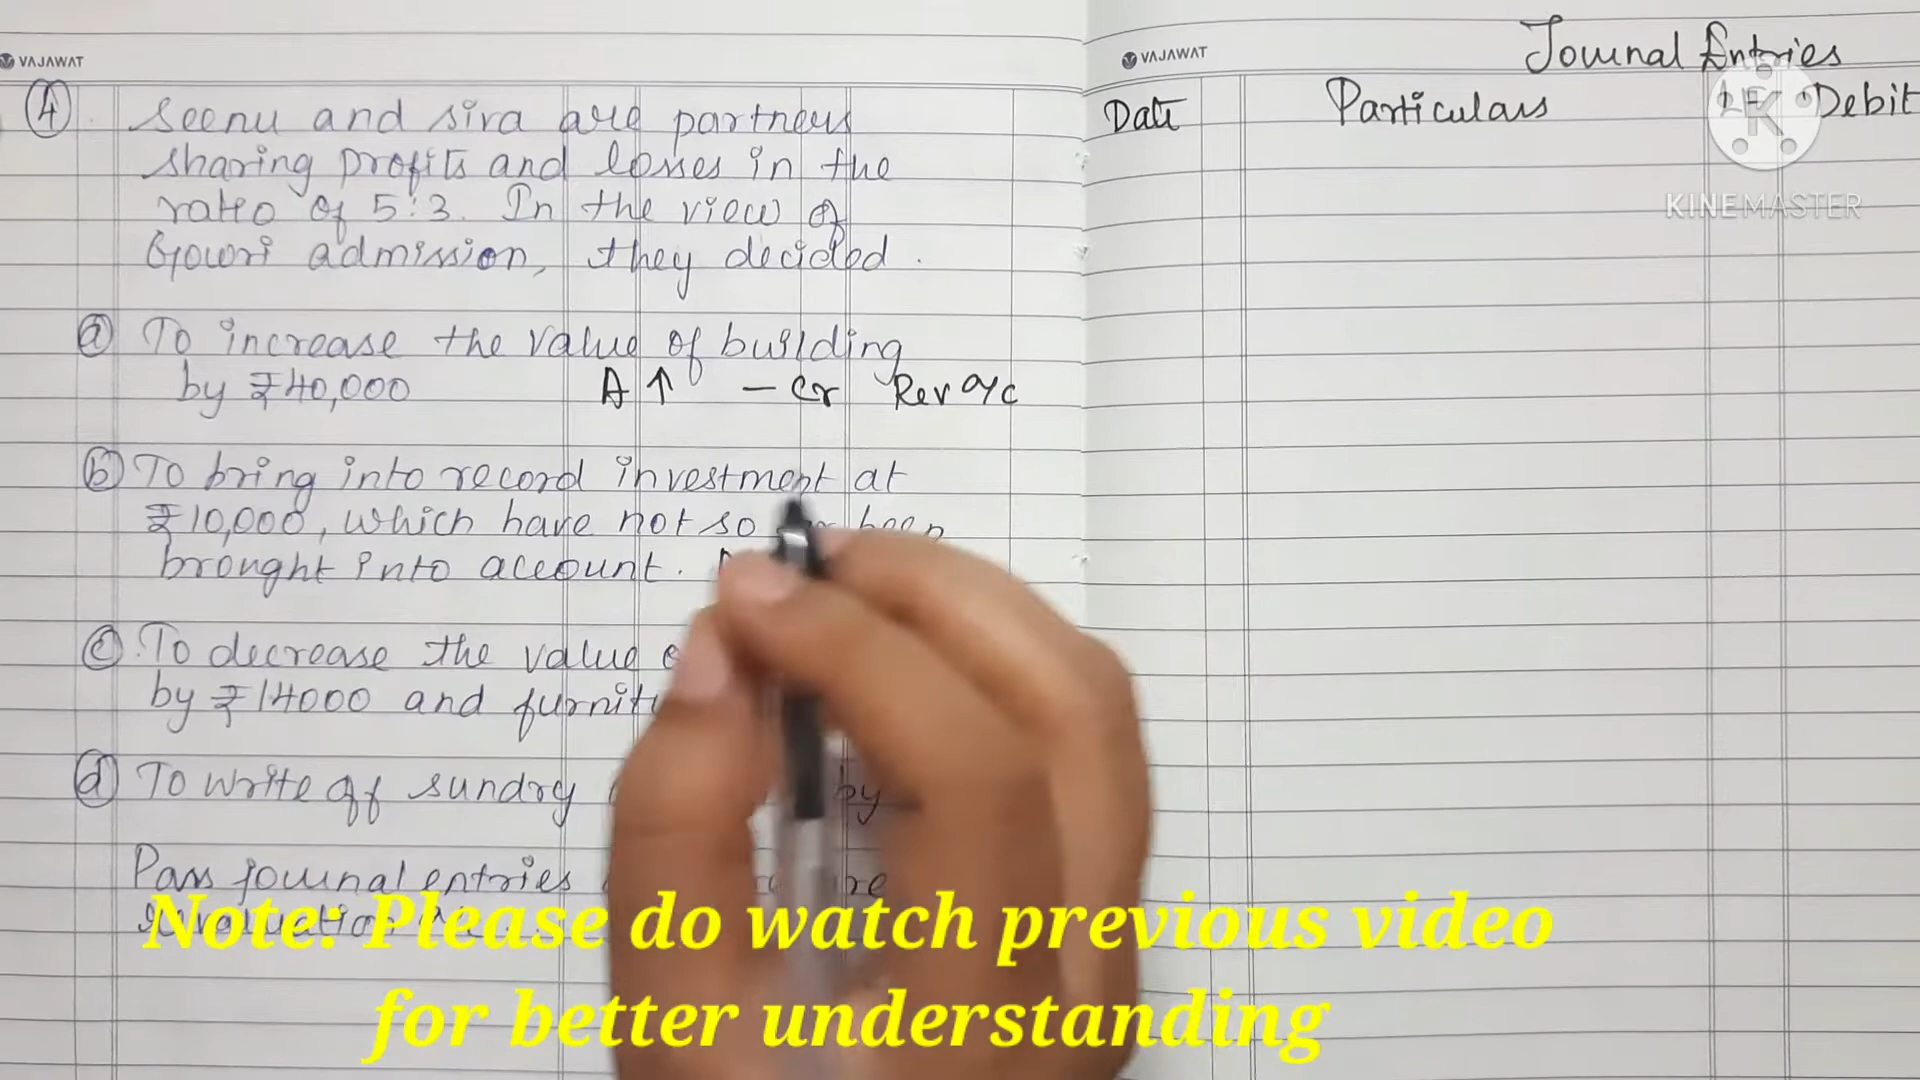 VAJAWAT
4 Seenu and Siva are partners
sharing profits and losses in the
ratio of 5:3. In the view of
Gowri admission, they decided.
a To increase the value of building
by ₹40,000 A ↑ - Cr Rev a/c
b To bring into record investment at
₹10,000, which have not so
brought into account.
c To decrease the value
by ₹14000 and
d To write off sundry by
Pass journal entries
VAJAWAT
Journal Entries
Date Particulars LF Debit
KINEMASTER
Note: Please do watch previous video
for better understanding